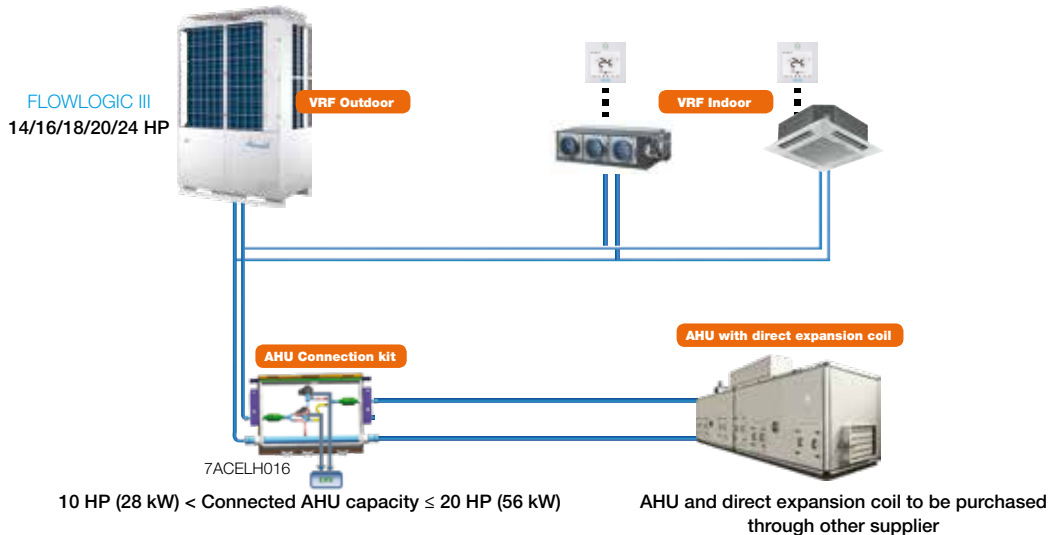 VRF Outdoor
FLOWLOGIC III
14/16/18/20/24 HP
VRF Indoor
AHU Connection kit
AHU with direct expansion coil
7ACELH016
10 HP (28 kW) < Connected AHU capacity ≤ 20 HP (56 kW)
AHU and direct expansion coil to be purchased
through other supplier